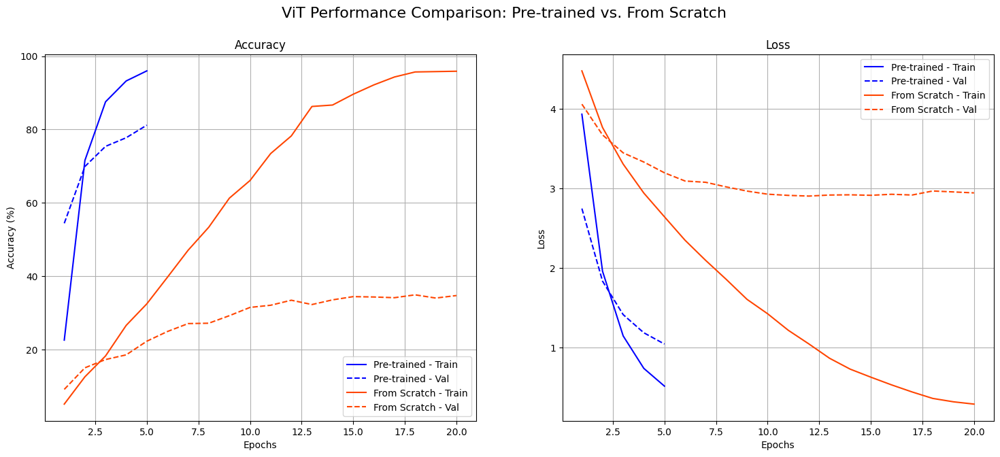 ViT Performance Comparison: Pre-trained vs. From Scratch
Accuracy
Accuracy (%)
100
80
60
40
20
2.5 5.0 7.5 10.0 12.5 15.0 17.5 20.0
Epochs
Pre-trained - Train
Pre-trained - Val
From Scratch - Train
From Scratch - Val
Loss
Loss
4
3
2
1
2.5 5.0 7.5 10.0 12.5 15.0 17.5 20.0
Epochs
Pre-trained - Train
Pre-trained - Val
From Scratch - Train
From Scratch - Val